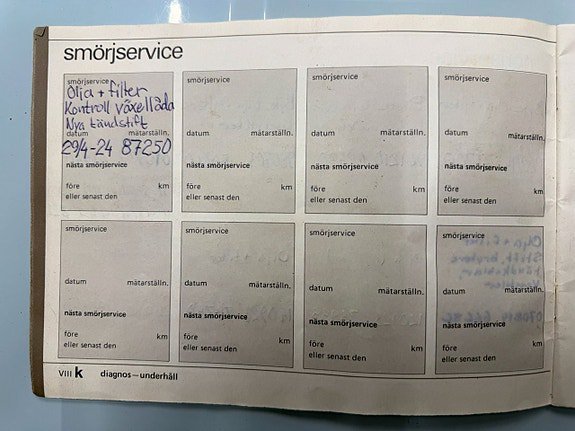 smörjservice
smörjservice
Olja + filter
Kontroll växellåda
Nya tändstift
datum mätarställn.
29/4-24 87250
nästa smörjservice
före km
eller senast den
smörjservice
datum mätarställn.
nästa smörjservice
före km
eller senast den
smörjservice
datum mätarställn.
nästa smörjservice
före km
eller senast den
smörjservice
datum mätarställn.
nästa smörjservice
före km
eller senast den
smörjservice
datum mätarställn.
nästa smörjservice
före km
eller senast den
smörjservice
datum mätarställn.
nästa smörjservice
före km
eller senast den
smörjservice
datum mätarställn.
nästa smörjservice
före km
eller senast den
smörjservice
datum mätarställn.
nästa smörjservice
före km
eller senast den
VIII k diagnos—underhåll